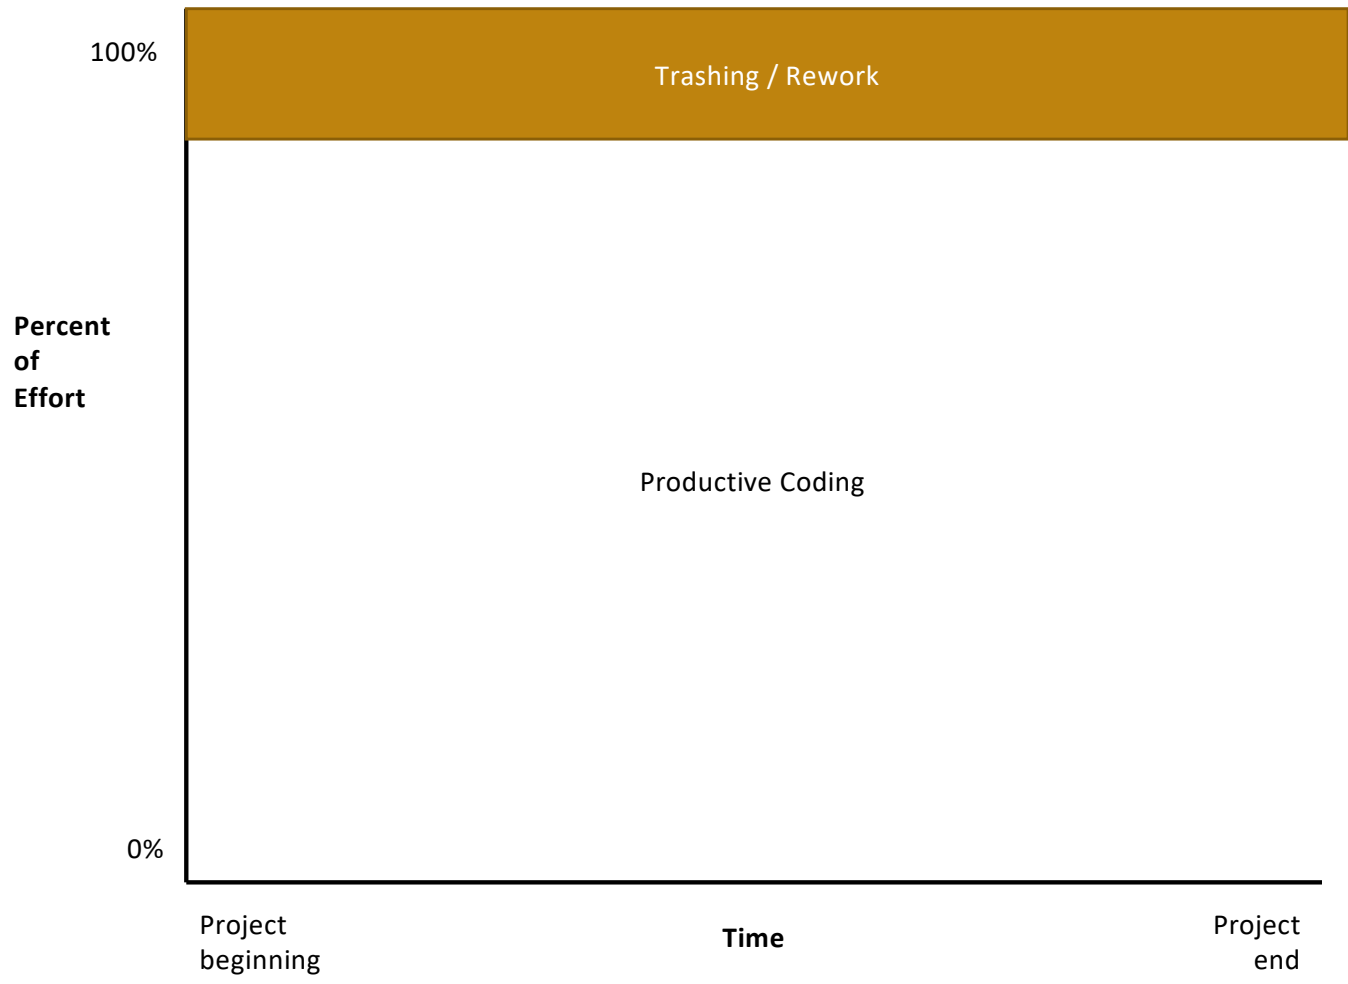 100%
Trashing / Rework
Percent
of
Effort
Productive Coding
0%
Project
beginning
Time
Project
end